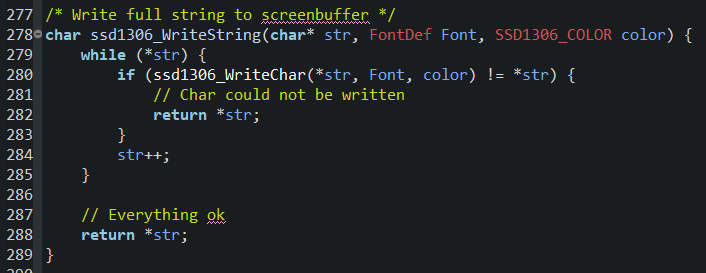 277 /* Write full string to screenbuffer */
278 char ssd1306_WriteString(char* str, FontDef Font, SSD1306_COLOR color) {
279     while (*str) {
280         if (ssd1306_WriteChar(*str, Font, color) != *str) {
281             // Char could not be written
282             return *str;
283         }
284         str++;
285     }
286
287     // Everything ok
288     return *str;
289 }